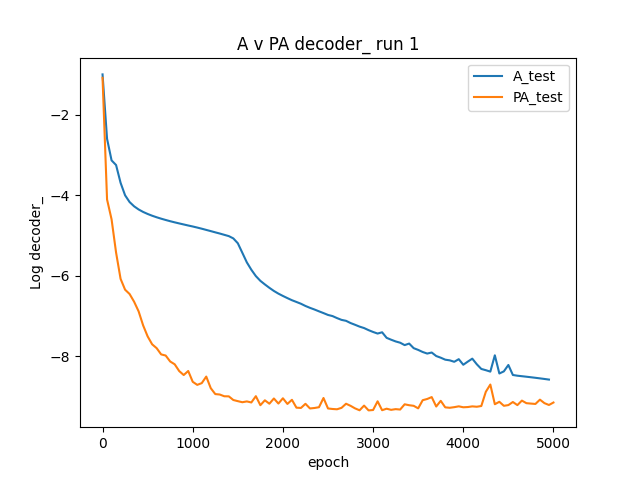 A v PA decoder_ run 1
A_test
PA_test
Log decoder_
−2
−4
−6
−8
0
1000
2000
3000
4000
5000
epoch